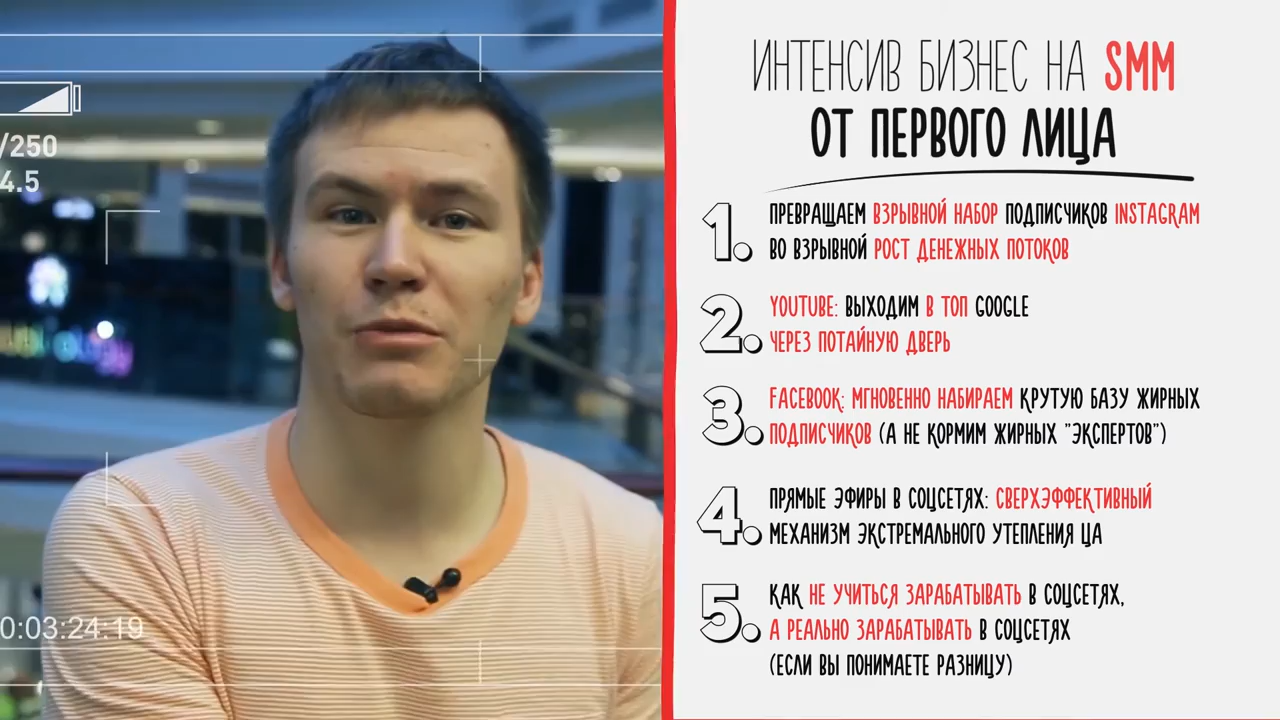 /250
4.5
0:03:24:19
ИНТЕНСИВ БИЗНЕС НА SMM
ОТ ПЕРВОГО ЛИЦА
1. ПРЕВРАЩАЕМ ВЗРЫВНОЙ НАБОР ПОДПИСЧИКОВ INSTAGRAM
ВО ВЗРЫВНОЙ РОСТ ДЕНЕЖНЫХ ПОТОКОВ
2. YOUTUBE: ВЫХОДИМ В ТОП GOOGLE
ЧЕРЕЗ ПОТАЙНУЮ ДВЕРЬ
3. FACEBOOK: МГНОВЕННО НАБИРАЕМ КРУТУЮ БАЗУ ЖИРНЫХ
ПОДПИСЧИКОВ (А НЕ КОРМИМ ЖИРНЫХ "ЭКСПЕРТОВ")
4. ПРЯМЫЕ ЭФИРЫ В СОЦСЕТЯХ: СВЕРХЭФФЕКТИВНЫЙ
МЕХАНИЗМ ЭКСТРЕМАЛЬНОГО УТЕПЛЕНИЯ ЦА
5. КАК НЕ УЧИТЬСЯ ЗАРАБАТЫВАТЬ В СОЦСЕТЯХ,
А РЕАЛЬНО ЗАРАБАТЫВАТЬ В СОЦСЕТЯХ
(ЕСЛИ ВЫ ПОНИМАЕТЕ РАЗНИЦУ)